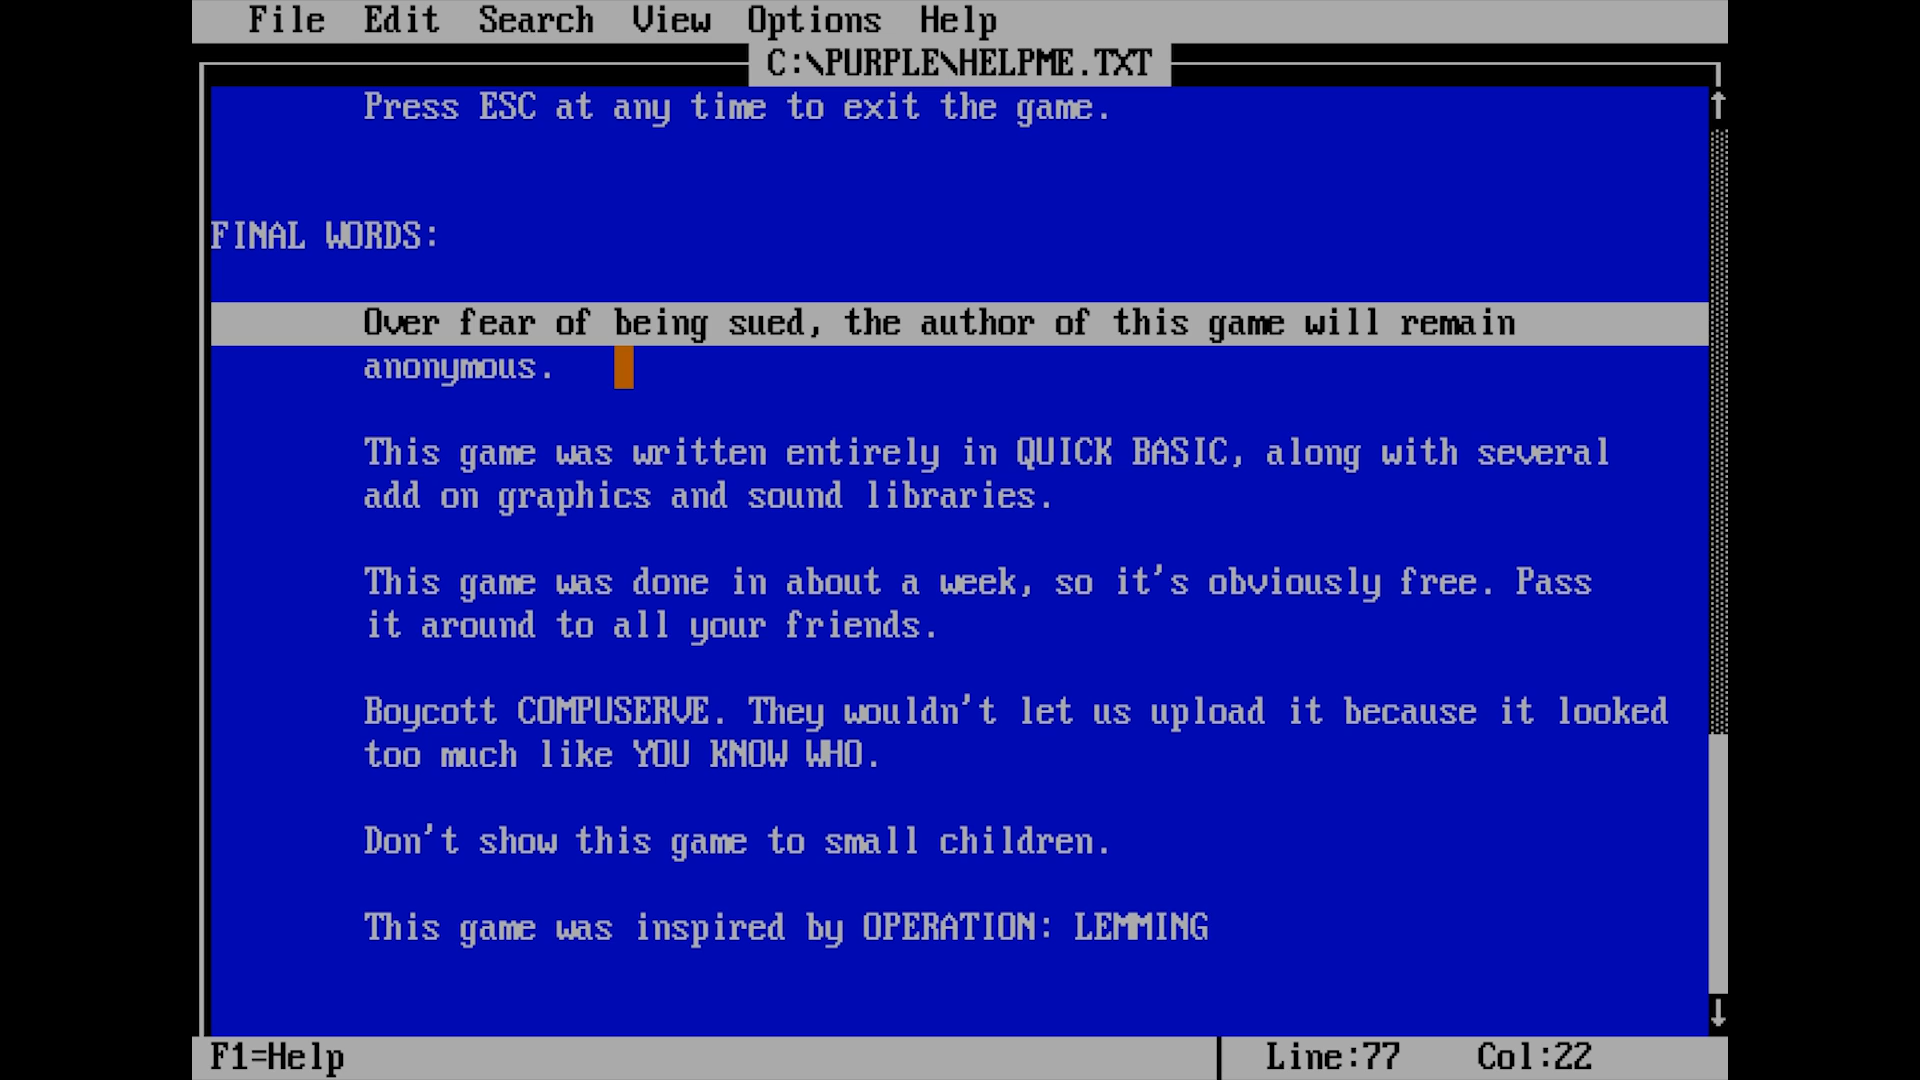 File Edit Search View Options Help
C:\PURPLE\HELPME.TXT
Press ESC at any time to exit the game.
FINAL WORDS:
Over fear of being sued, the author of this game will remain
anonymous.
This game was written entirely in QUICK BASIC, along with several
add on graphics and sound libraries.
This game was done in about a week, so it's obviously free. Pass
it around to all your friends.
Boycott COMPUSERVE. They wouldn't let us upload it because it looked
too much like YOU KNOW WHO.
Don't show this game to small children.
This game was inspired by OPERATION: LEMMING
F1=Help Line:77 Col:22